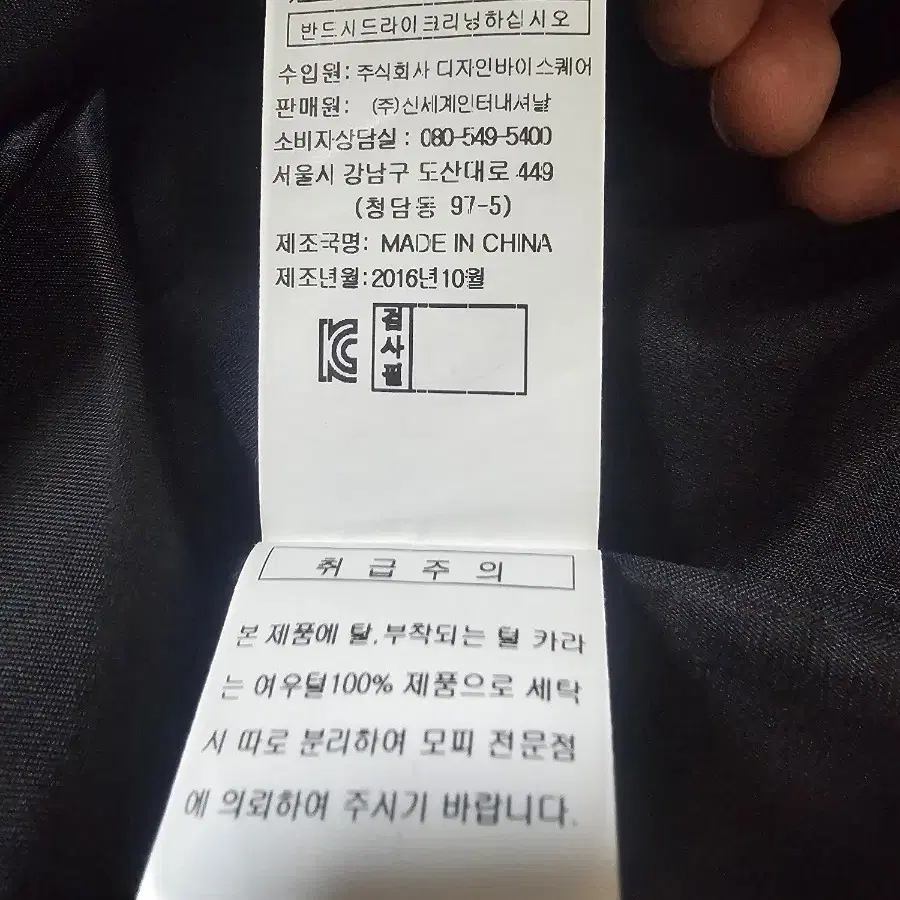 반드시드라이크리닝하십시오
수입원: 주식회사 디자인바이스퀘어
판매원: (주)신세계인터내셔날
소비자상담실 : 080-549-5400
서울시 강남구 도산대로 449
(청담동 97-5)
제조국명: MADE IN CHINA
제조년월:2016년10월
검사필
취급주의
본 제품에 탈.부착되는 털 카라
는 여우털100% 제품으로 세탁
시 따로 분리하여 모피 전문점
에 의뢰하여 주시기 바랍니다.